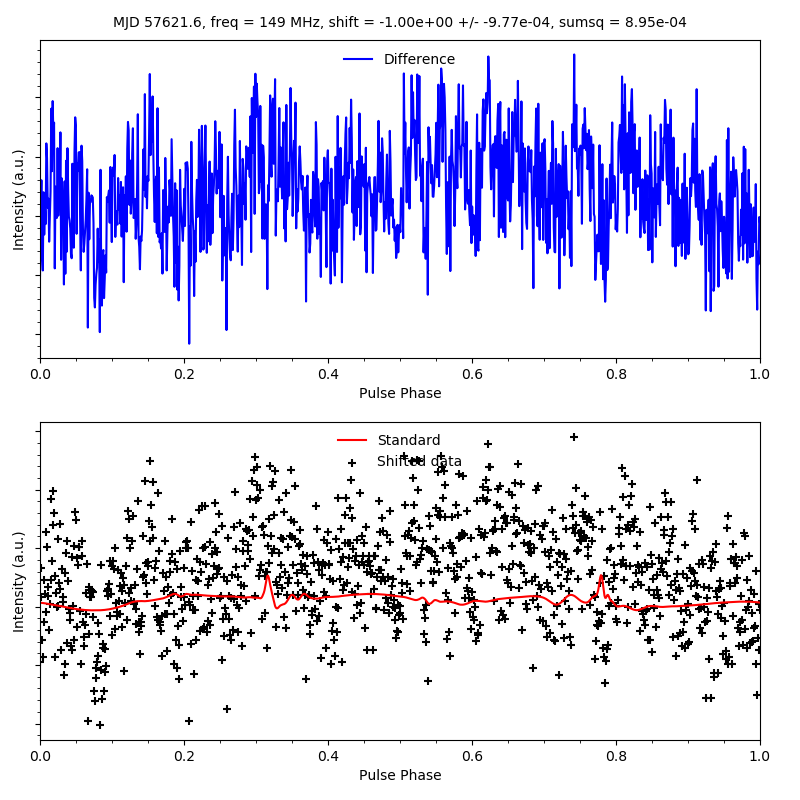 MJD 57621.6, freq = 149 MHz, shift = -1.00e+00 +/- -9.77e-04, sumsq = 8.95e-04
Difference
Intensity (a.u.)
0.0 0.2 0.4 0.6 0.8 1.0
Pulse Phase
Standard
Shifted data
Intensity (a.u.)
0.0 0.2 0.4 0.6 0.8 1.0
Pulse Phase